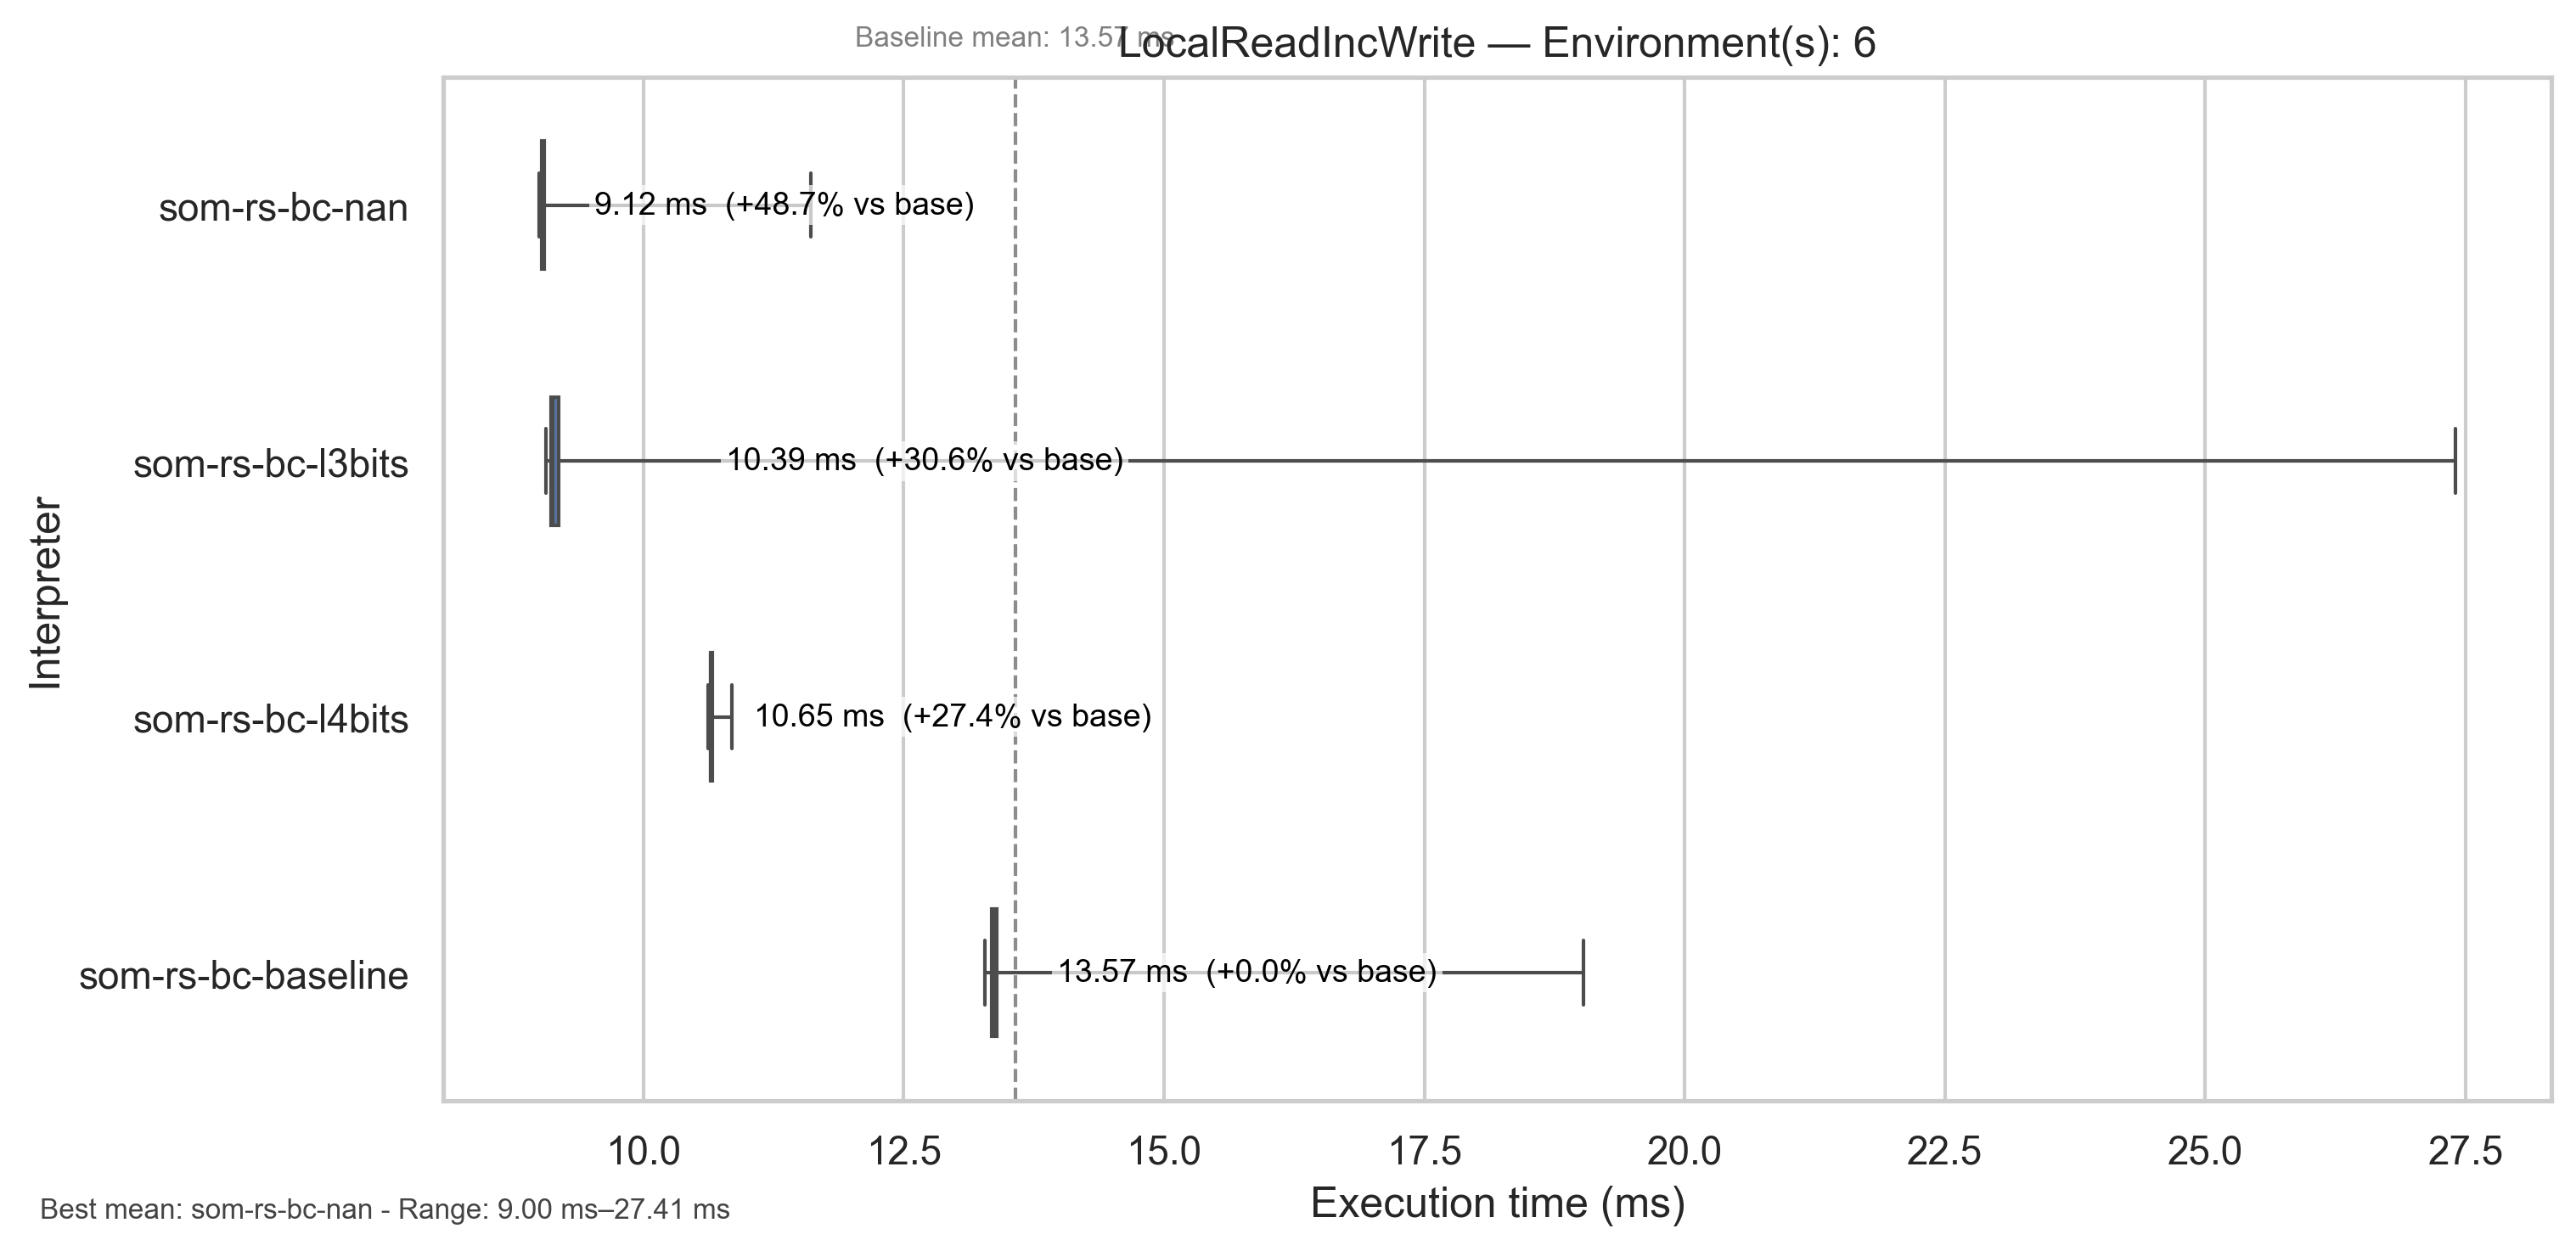 Baseline mean: 13.57 ms
LocalReadIncWrite — Environment(s): 6
som-rs-bc-nan
9.12 ms (+48.7% vs base)
som-rs-bc-l3bits
10.39 ms (+30.6% vs base)
som-rs-bc-l4bits
10.65 ms (+27.4% vs base)
som-rs-bc-baseline
13.57 ms (+0.0% vs base)
Interpreter
10.0 12.5 15.0 17.5 20.0 22.5 25.0 27.5
Execution time (ms)
Best mean: som-rs-bc-nan - Range: 9.00 ms–27.41 ms